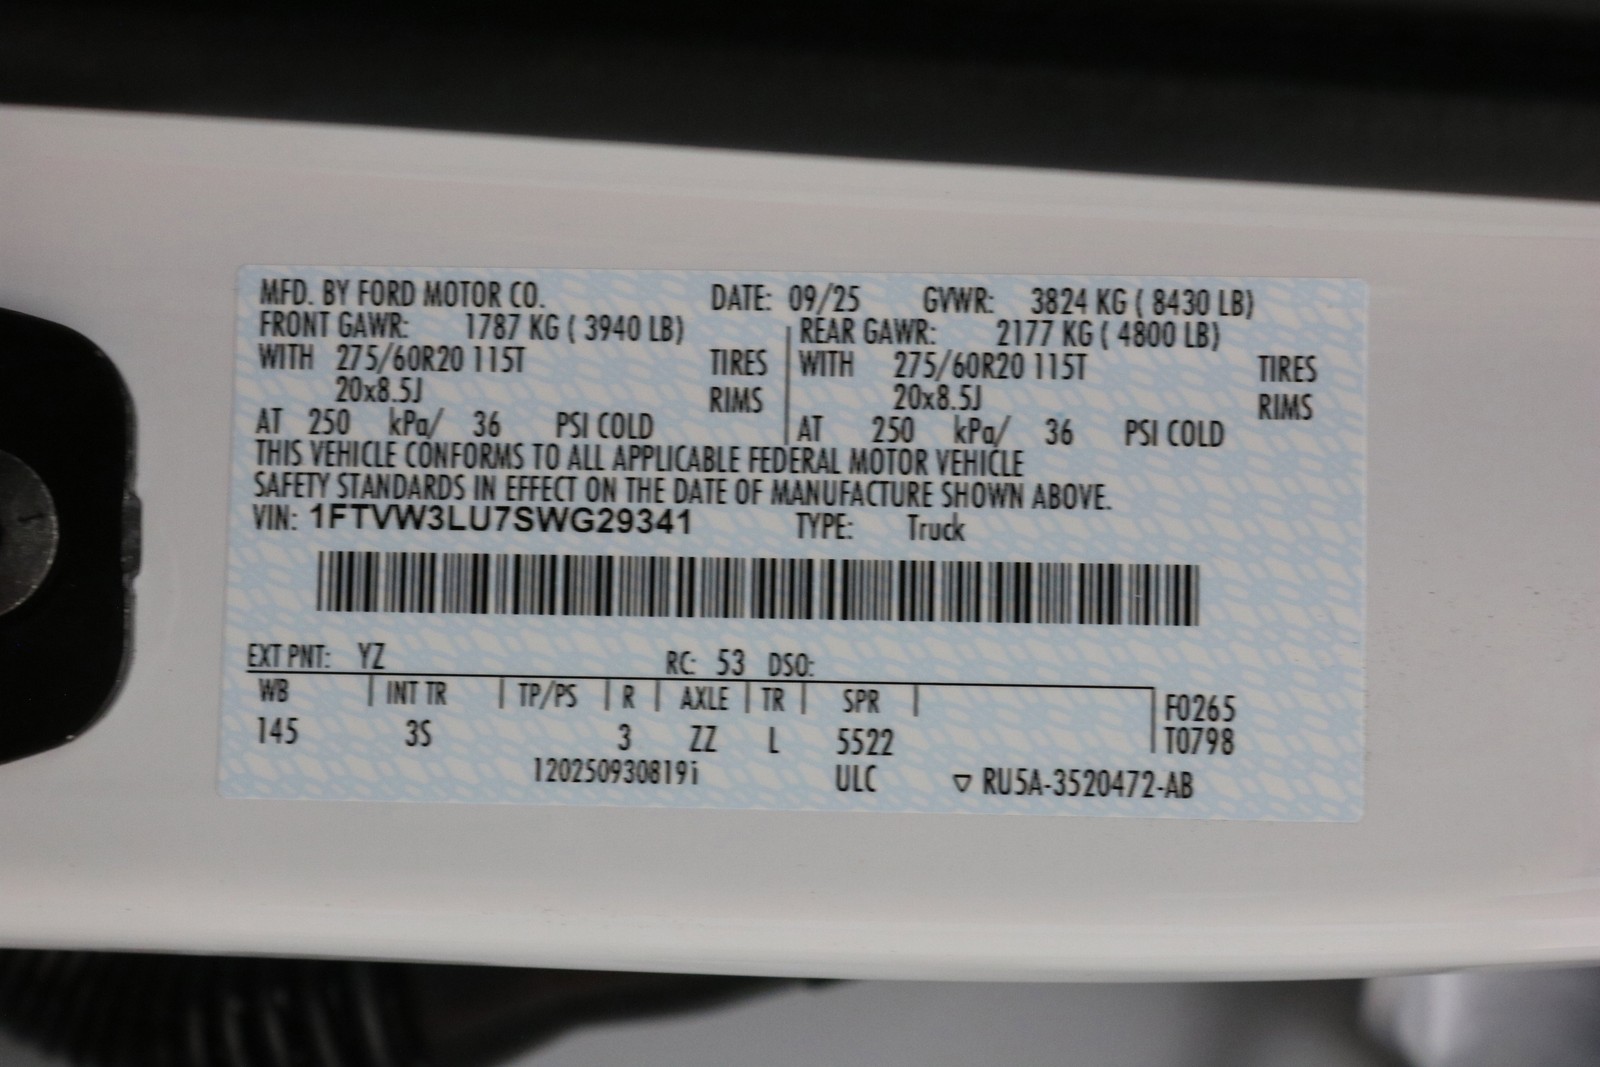 MFD. BY FORD MOTOR CO. DATE: 09/25 GVWR: 3824 KG ( 8430 LB)
FRONT GAWR: 1787 KG ( 3940 LB) REAR GAWR: 2177 KG ( 4800 LB)
WITH 275/60R20 115T TIRES WITH 275/60R20 115T TIRES
20x8.5J RIMS 20x8.5J RIMS
AT 250 kPa/ 36 PSI COLD AT 250 kPa/ 36 PSI COLD
THIS VEHICLE CONFORMS TO ALL APPLICABLE FEDERAL MOTOR VEHICLE
SAFETY STANDARDS IN EFFECT ON THE DATE OF MANUFACTURE SHOWN ABOVE.
VIN: 1FTVW3LU7SWG29341 TYPE: Truck
EXT PNT: YZ RC: 53 DSO:
WB INT TR TP/PS R AXLE TR SPR F0265
145 3S 3 ZZ L 5522 T0798
120250930819i ULC ▽ RU5A-3520472-AB